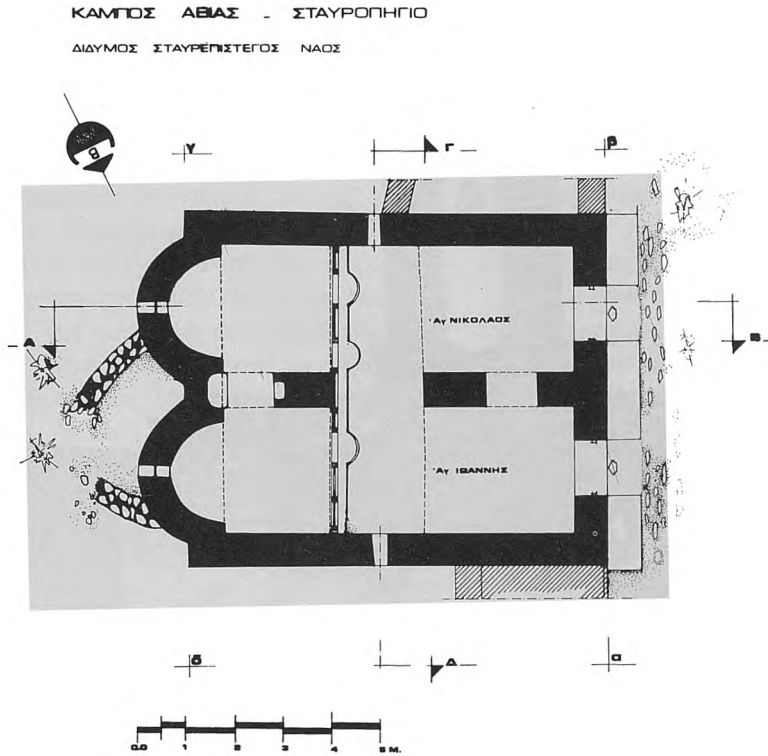 ΚΑΜΠΟΣ ΑΒΙΑΣ - ΣΤΑΥΡΟΠΗΓΙΟ
ΔΙΔΥΜΟΣ ΣΤΑΥΡΕΠΙΣΤΕΓΟΣ ΝΑΟΣ
Β
γ
Γ
β
Α
Αγ ΝΙΚΟΛΑΟΣ
Β
Αγ ΙΩΑΝΝΗΣ
δ
Δ
α
0.0 1 2 3 4 5 Μ.